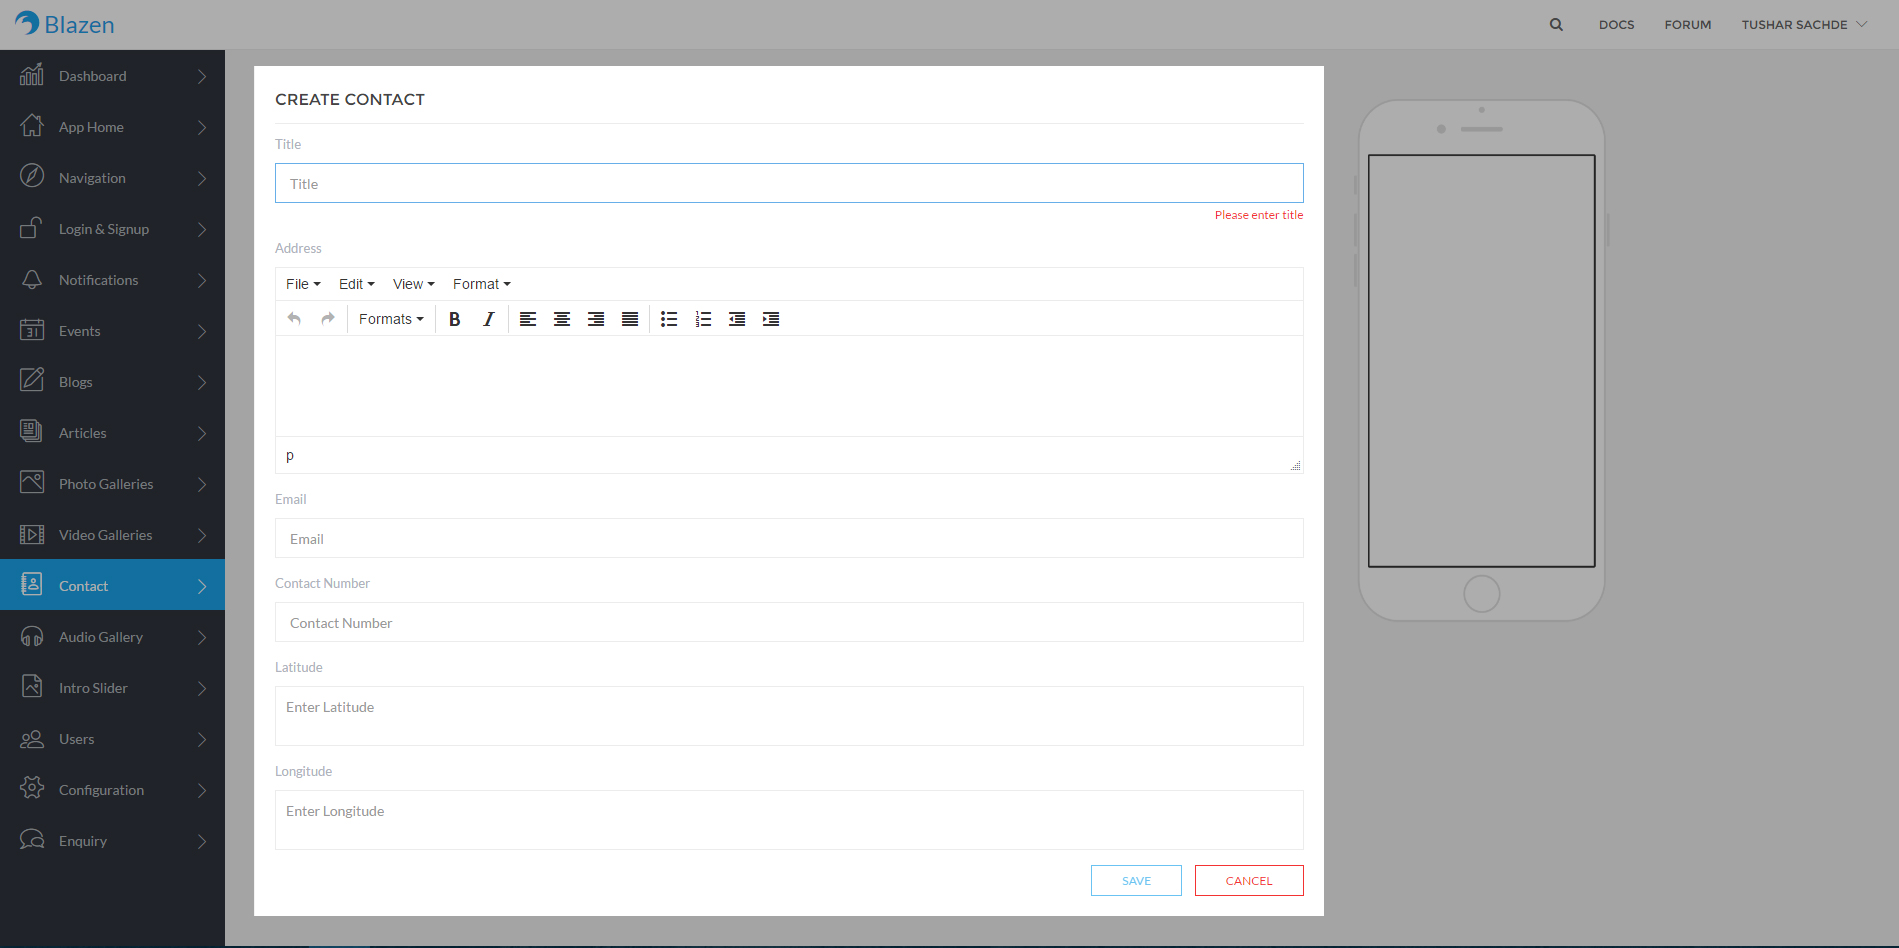 Blazen
DOCS
FORUM
TUSHAR SACHDE
Dashboard
App Home
Navigation
Login & Signup
Notifications
31
Events
Blogs
Articles
Photo Galleries
Video Galleries
Contact
Audio Gallery
Intro Slider
Users
Configuration
Enquiry
CREATE CONTACT
Title
Title
Please enter title
Address
File Edit View Format
Formats B I
p
Email
Email
Contact Number
Contact Number
Latitude
Enter Latitude
Longitude
Enter Longitude
SAVE CANCEL